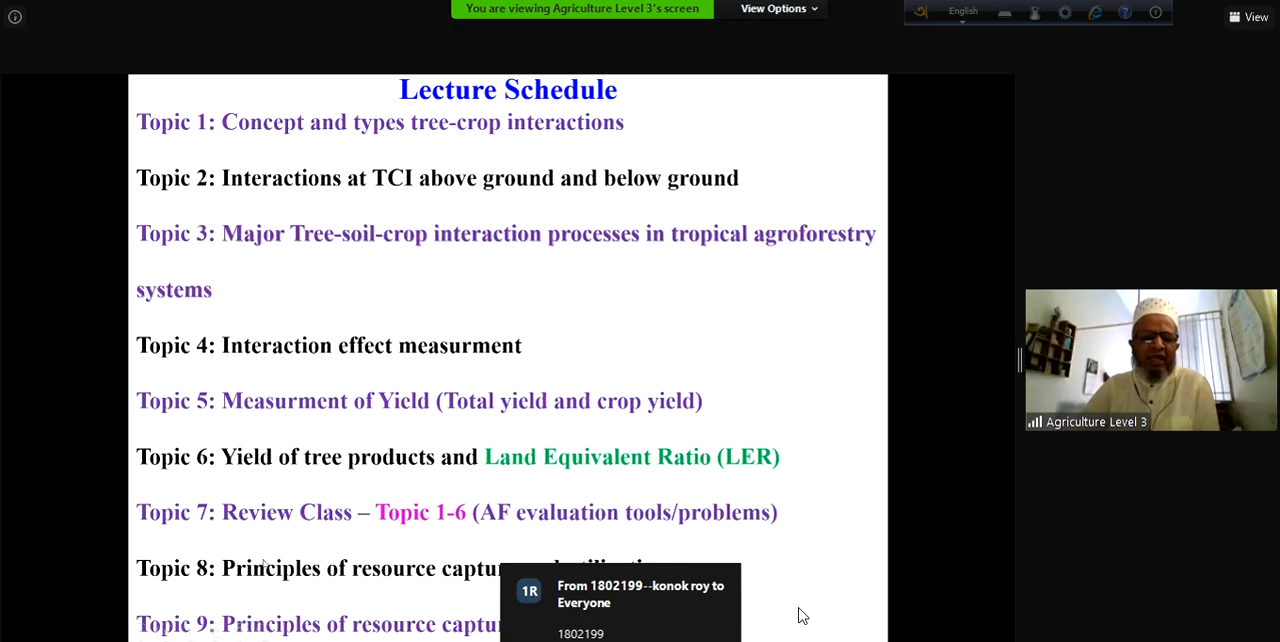 You are viewing Agriculture Level 3's screen
View Options
English
View
Lecture Schedule
Topic 1: Concept and types tree-crop interactions
Topic 2: Interactions at TCI above ground and below ground
Topic 3: Major Tree-soil-crop interaction processes in tropical agroforestry
systems
Topic 4: Interaction effect measurment
Topic 5: Measurment of Yield (Total yield and crop yield)
Topic 6: Yield of tree products and Land Equivalent Ratio (LER)
Topic 7: Review Class – Topic 1-6 (AF evaluation tools/problems)
Topic 8: Principles of resource captu
Topic 9: Principles of resource captu
1R
From 1802199--konok roy to
Everyone
1802199
Agriculture Level 3